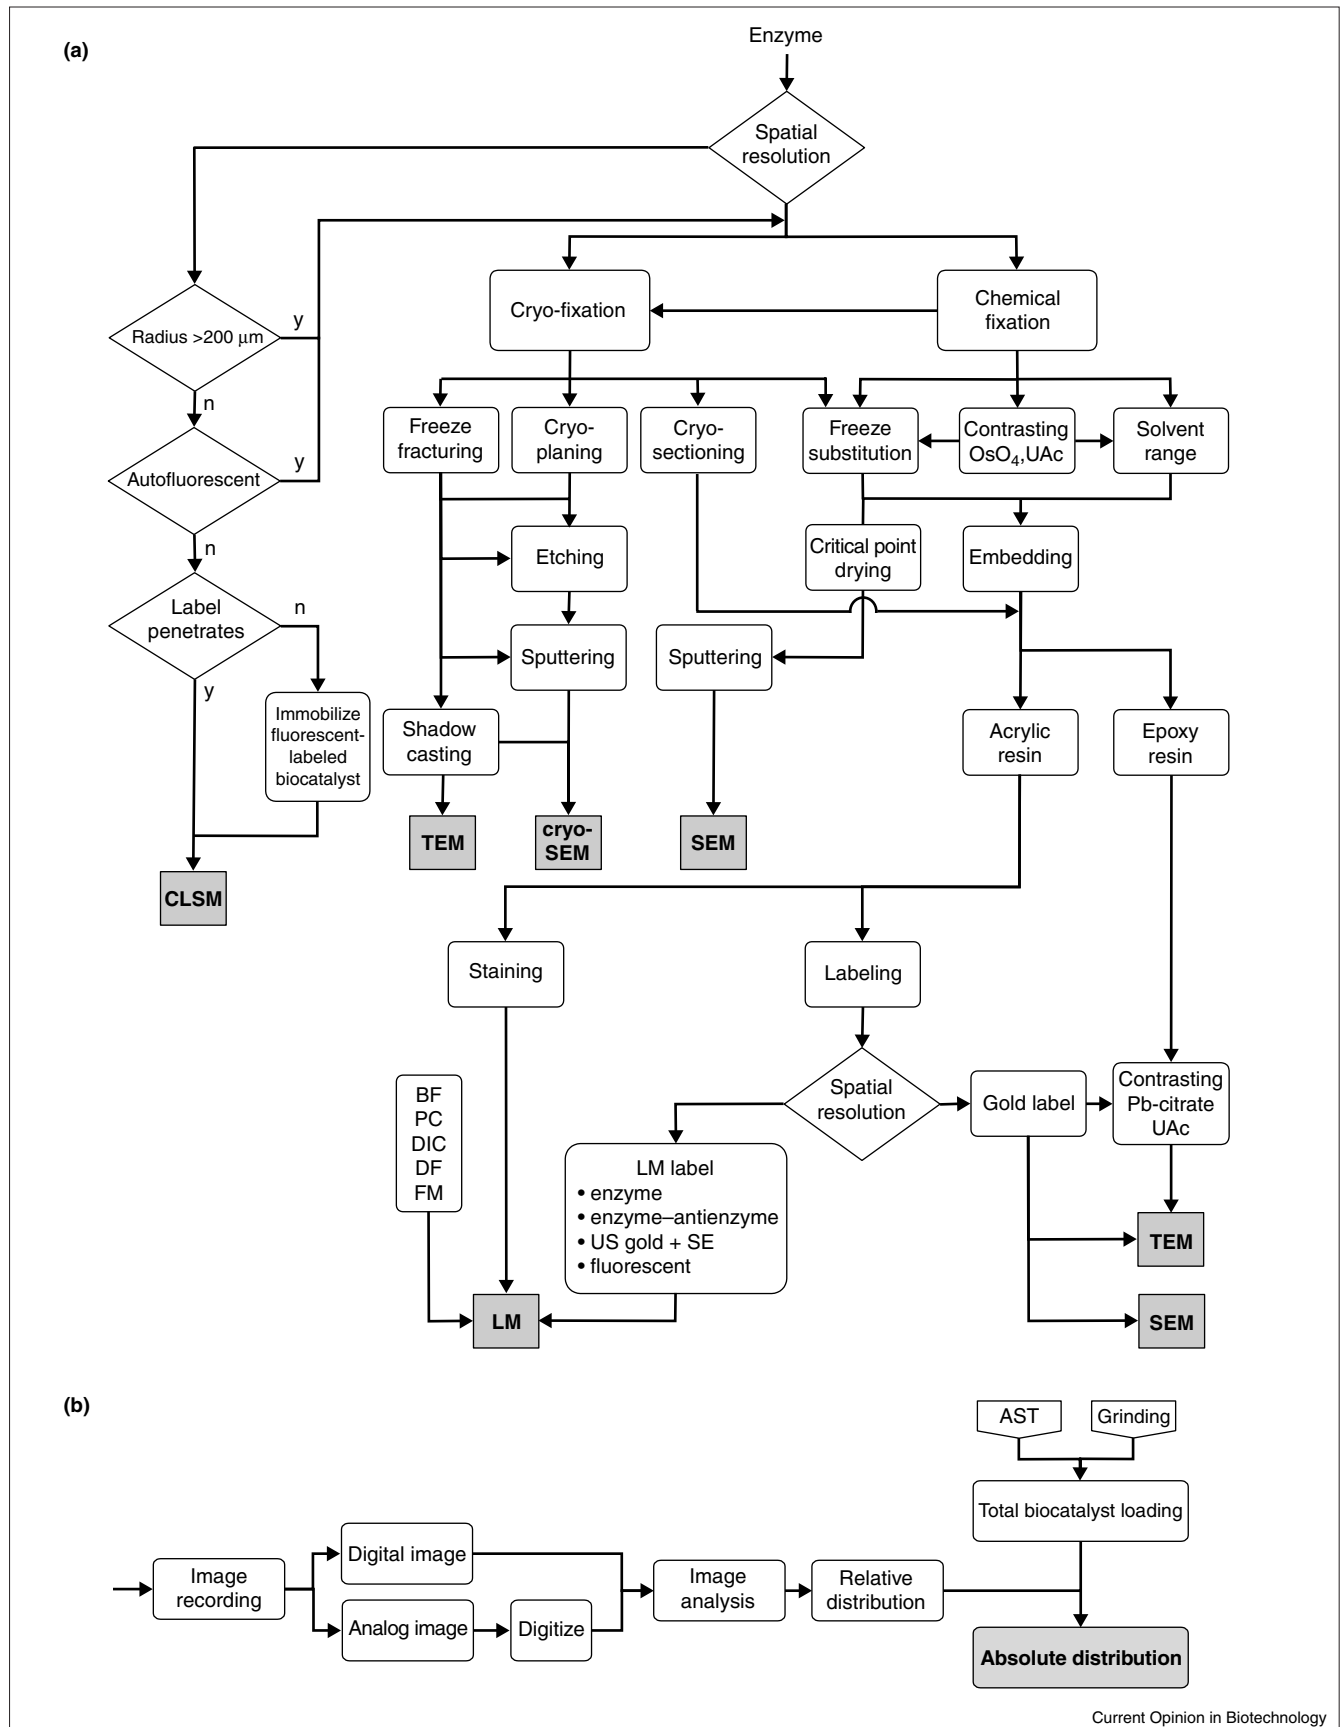 (a)
Enzyme
Spatial
resolution
Radius >200 μm
y
n
Autofluorescent
y
n
Label
penetrates
n
y
Immobilize
fluorescent-
labeled
biocatalyst
CLSM
Cryo-fixation
Chemical
fixation
Freeze
fracturing
Cryo-
planing
Cryo-
sectioning
Freeze
substitution
Contrasting
OsO4,UAc
Solvent
range
Etching
Critical point
drying
Embedding
Sputtering
Sputtering
Shadow
casting
Acrylic
resin
Epoxy
resin
TEM
cryo-
SEM
SEM
Staining
Labeling
Spatial
resolution
Gold label
Contrasting
Pb-citrate
UAc
BF
PC
DIC
DF
FM
LM label
• enzyme
• enzyme–antienzyme
• US gold + SE
• fluorescent
TEM
LM
SEM
(b)
AST
Grinding
Total biocatalyst loading
Image
recording
Digital image
Analog image
Digitize
Image
analysis
Relative
distribution
Absolute distribution
Current Opinion in Biotechnology